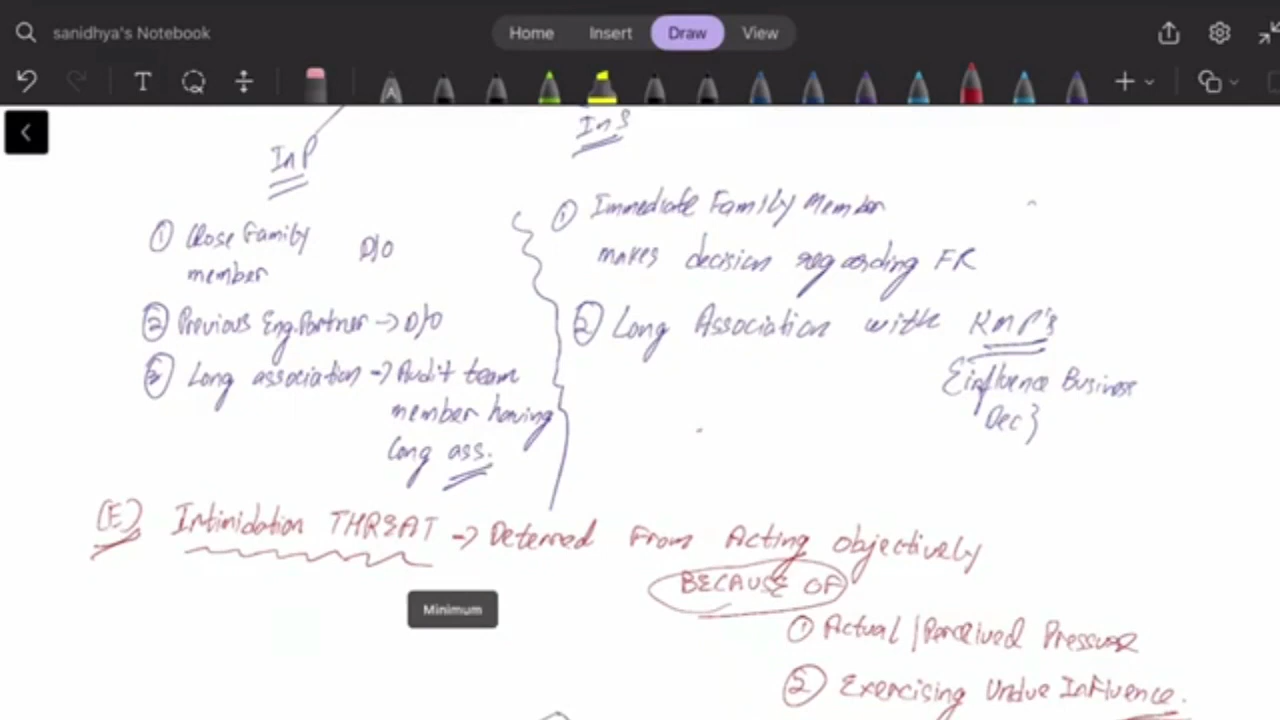 sanidhya's Notebook
Home Insert Draw View
T
A
InP
① Close Family D/O
member
② Previous Eng. Partner → D/O
③ Long association → Audit team
member having
long ass.
InS
① Immediate Family Member
makes decision regarding FR
② Long Association with KMP's
{influence Business
Dec}
(E) Intimidation THREAT → Deterred From Acting Objectively
BECAUSE OF
Minimum
① Actual/Perceived Pressure
② Exercising Undue Influence.